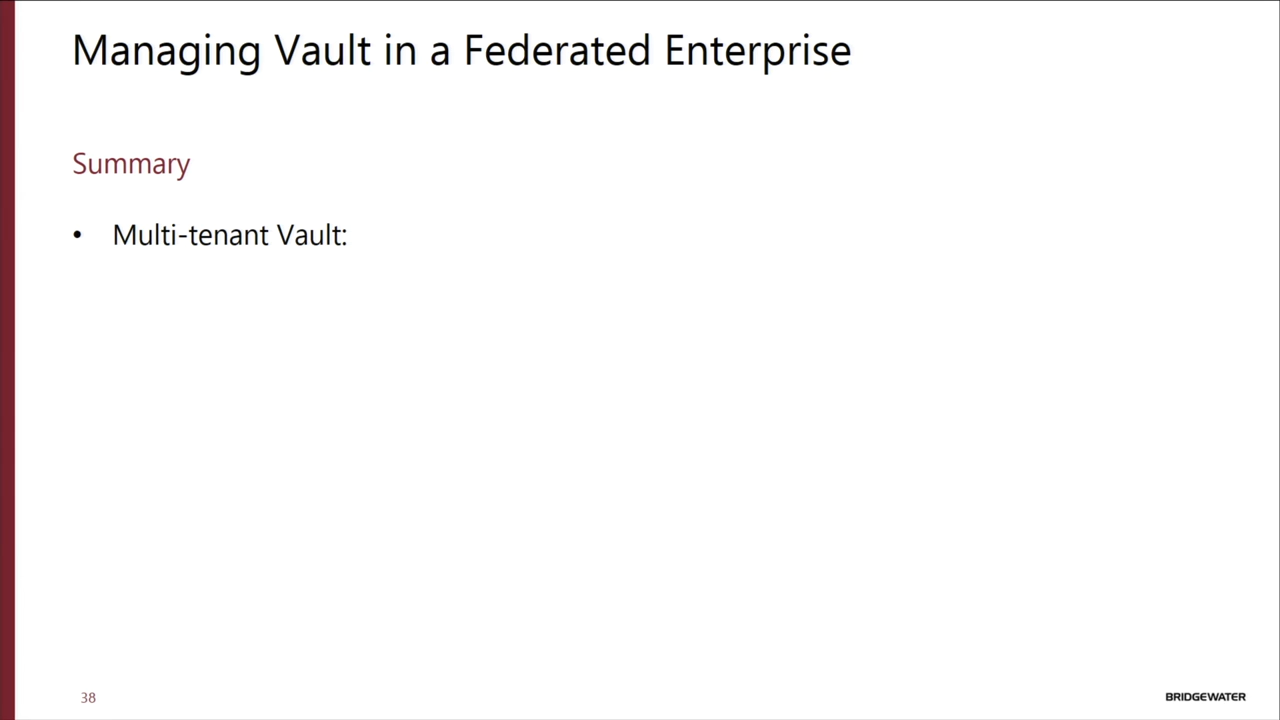 Managing Vault in a Federated Enterprise
Summary
• Multi-tenant Vault:
38
BRIDGEWATER